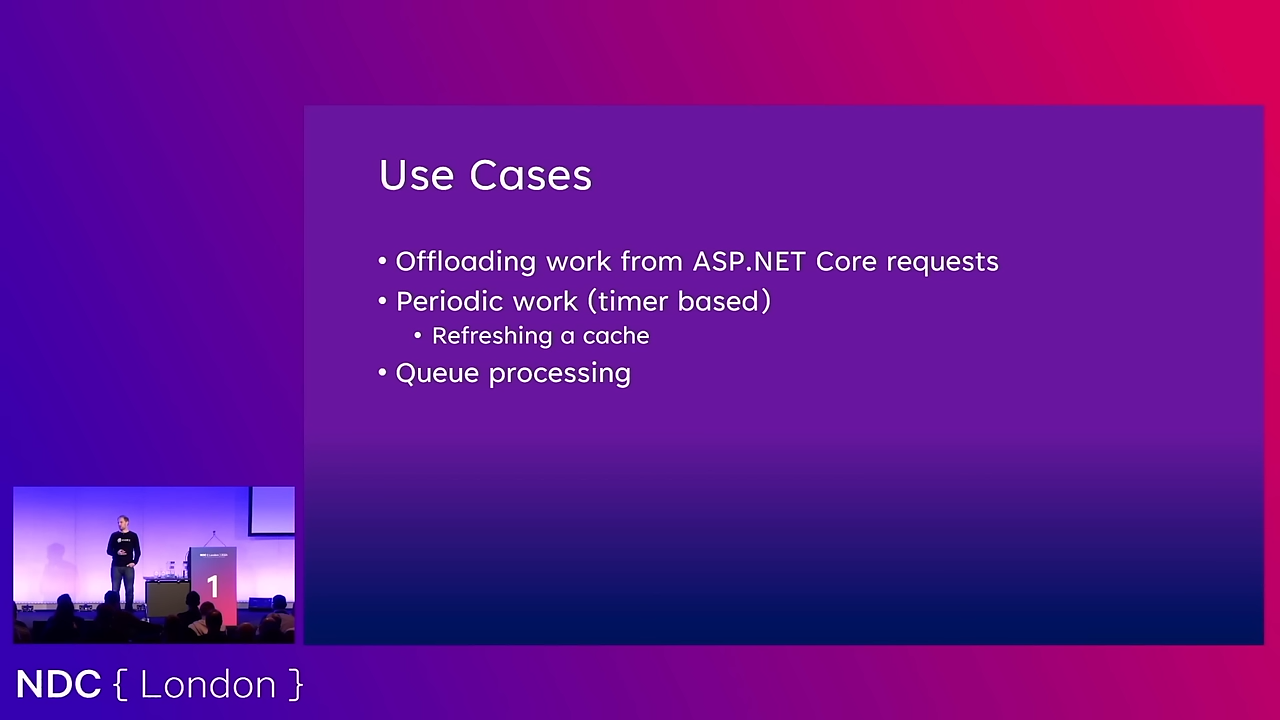 Use Cases
• Offloading work from ASP.NET Core requests
• Periodic work (timer based)
• Refreshing a cache
• Queue processing
1
NDC { London }